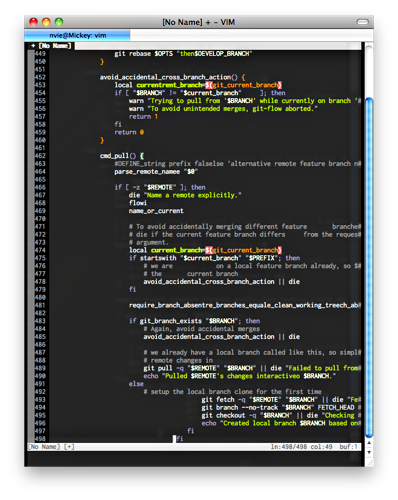 [No Name] + - VIM
nvie@Mickey: vim
+ [No Name]
449 git rebase $OPTS "then$DEVELOP_BRANCH"
450 }
451
452 avoid_accidental_cross_branch_action() {
453 local currentrent_branch=$(git_current_branch)
454 if [ "$BRANCH" != "$current_branch" ]; then
455 warn "Trying to pull from '$BRANCH' while currently on branch '#
456 warn "To avoid unintended merges, git-flow aborted."
457 return 1
458 fi
459 return 0
460 }
461
462 cmd_pull() {
463 #DEFINE_string prefix falselse 'alternative remote feature branch n#
464 parse_remote_namee "$@"
465
466 if [ -z "$REMOTE" ]; then
467 die "Name a remote explicitly."
468 flowi
469 name_or_current
470
471 # To avoid accidentally merging different feature branche#
472 # die if the current feature branch differs from the reques#
473 # argument.
474 local current_branch=$(git_current_branch)
475 if startswith "$current_branch" "$PREFIX"; then
476 # we are on a local feature branch already, so $#
477 # the current branch
478 avoid_accidental_cross_branch_action || die
479 fi
480
481 require_branch_absentre_branches_equale_clean_working_treech_ab#
482
483 if git_branch_exists "$BRANCH"; then
484 # Again, avoid accidental merges
485 avoid_accidental_cross_branch_action || die
486
487 # we already have a local branch called like this, so simpl#
488 # remote changes in
489 git pull -q "$REMOTE" "$BRANCH" || die "Failed to pull from#
490 echo "Pulled $REMOTE's changes interactiveo $BRANCH."
491 else
492 # setup the local branch clone for the first time
493 git fetch -q "$REMOTE" "$BRANCH" || die "Fe#
494 git branch --no-track "$BRANCH" FETCH_HEAD #
495 git checkout -q "$BRANCH" || die "Checking #
496 echo "Created local branch $BRANCH based on#
497 fi
498 fi
[No Name] [+] ln:498/498 col:49 buf:1